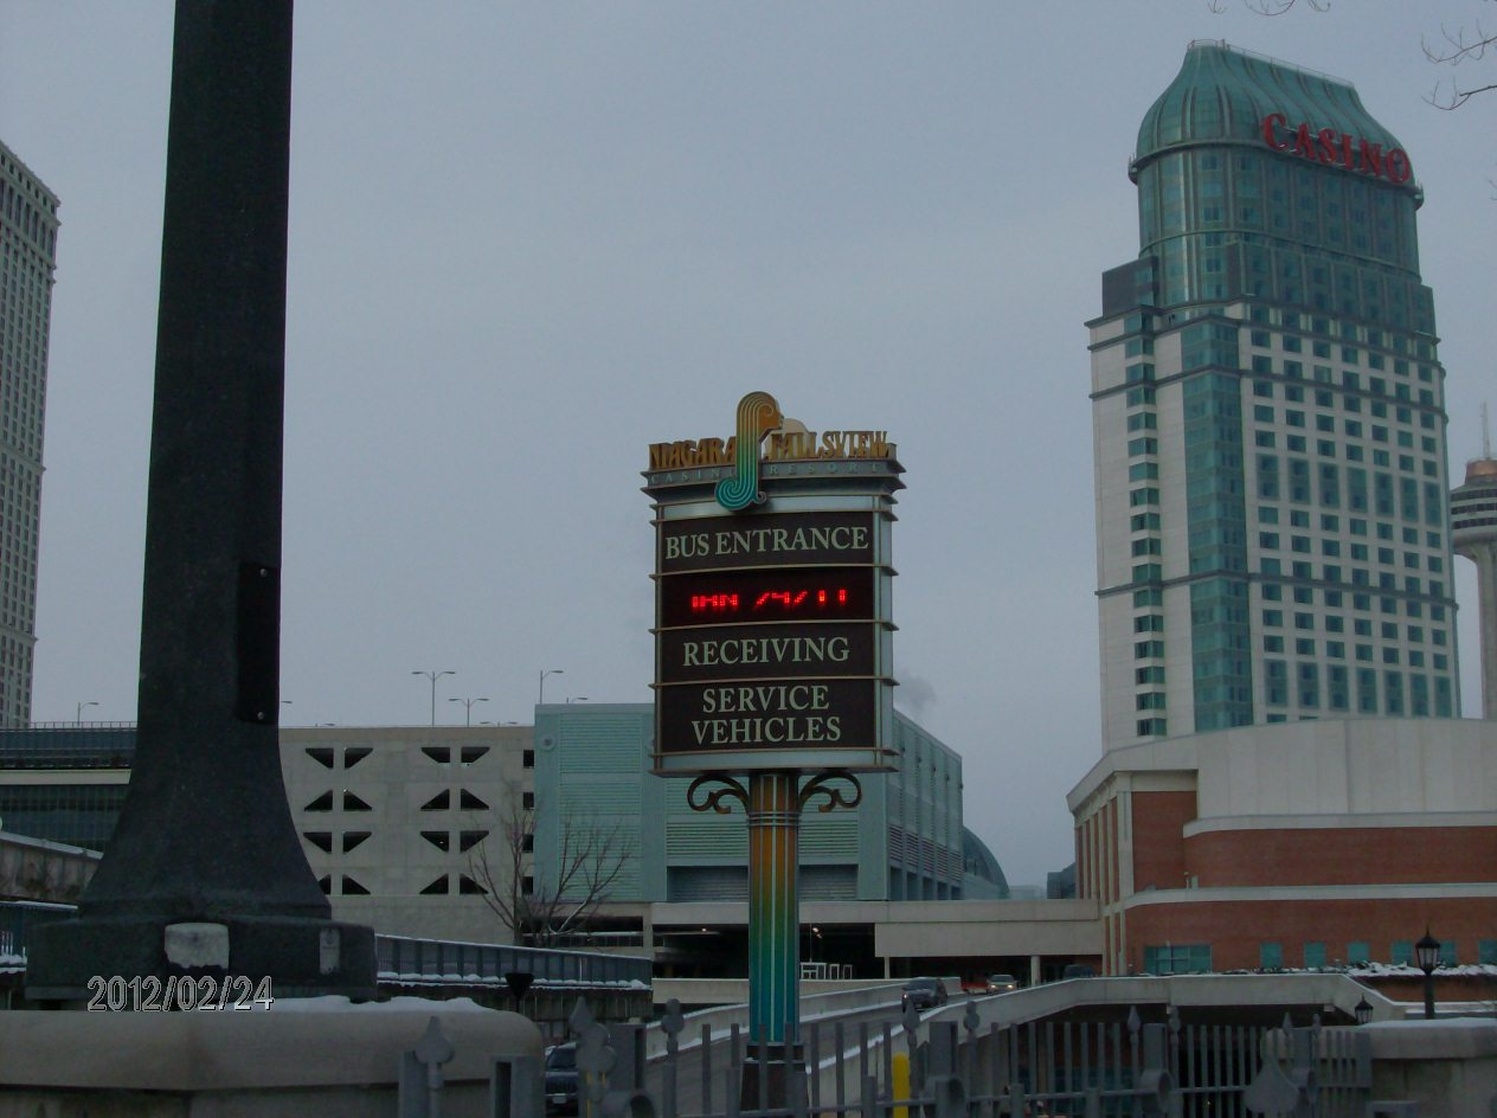 CASINO
NIAGARA FALLSVIEW
CASINO RESORT
BUS ENTRANCE
RECEIVING
SERVICE
VEHICLES
2012/02/24